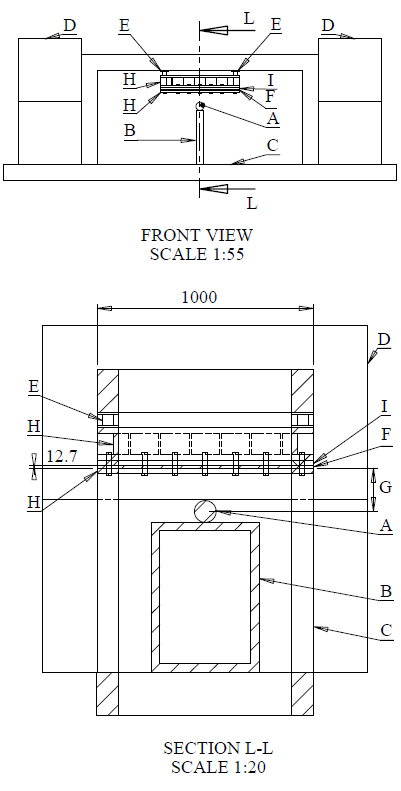 L
D
E
E
D
H
I
F
H
A
B
C
L
FRONT VIEW
SCALE 1:55
1000
D
E
I
H
F
12.7
G
H
A
B
C
SECTION L-L
SCALE 1:20